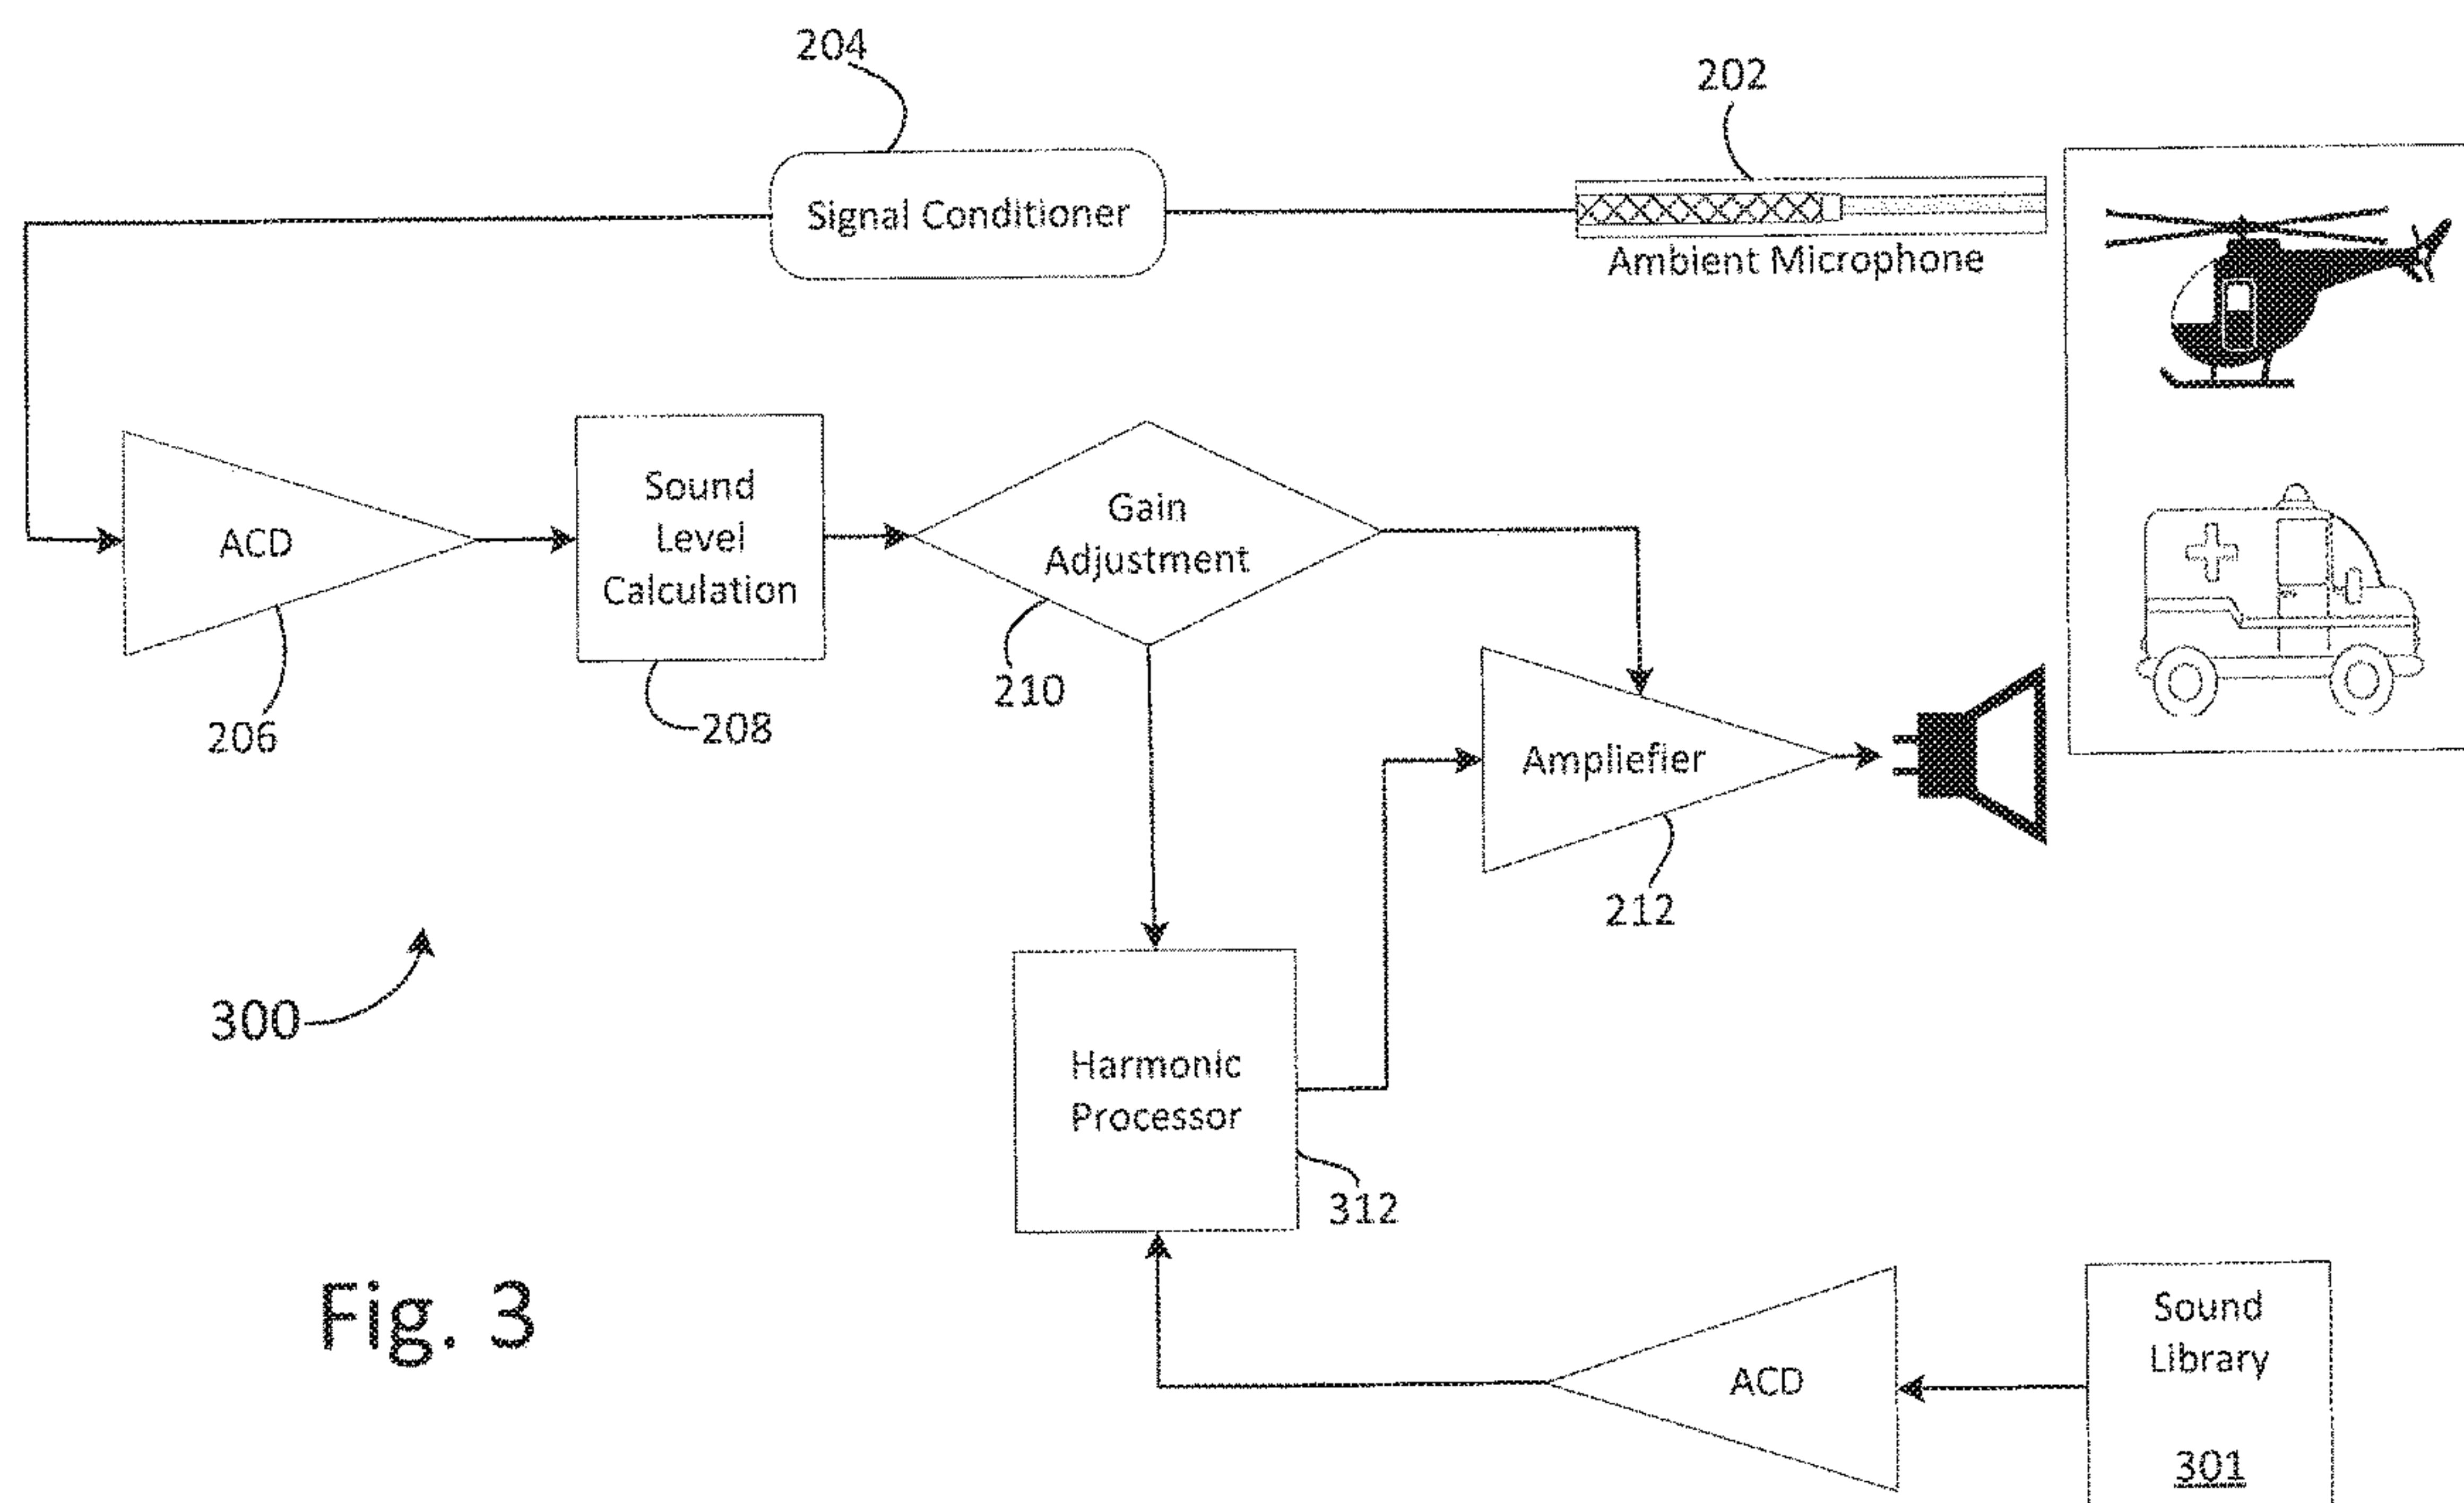 204
202
Signal Conditioner
Ambient Microphone
ACD
Sound
Level
Calculation
Gain
Adjustment
206
208
210
Ampliefier
212
300
Harmonic
Processor
312
Fig. 3
ACD
Sound
Library
301